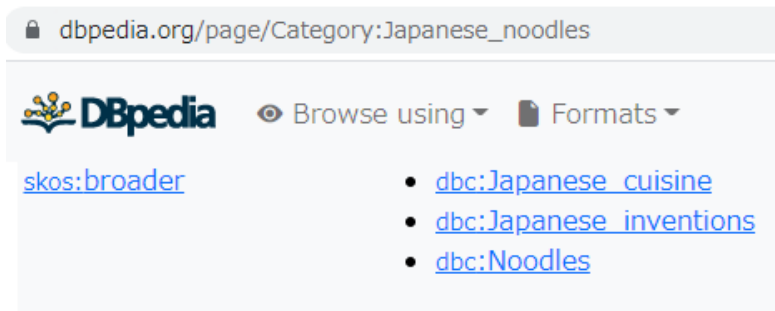 dbpedia.org/page/Category:Japanese_noodles
DBpedia Browse using Formats
skos:broader
• dbc:Japanese_cuisine
• dbc:Japanese_inventions
• dbc:Noodles